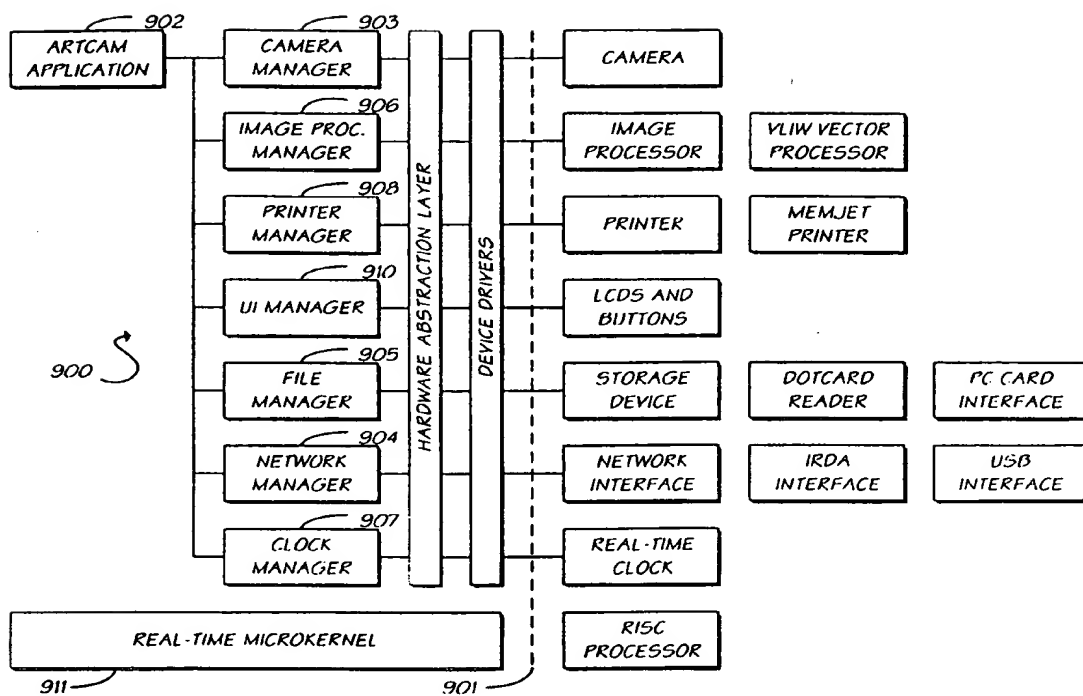 902
903
ARTCAM
APPLICATION
CAMERA
MANAGER
CAMERA
906
IMAGE PROC.
MANAGER
IMAGE
PROCESSOR
VLIW VECTOR
PROCESSOR
908
PRINTER
MANAGER
PRINTER
MEMJET
PRINTER
910
UI MANAGER
LCDS AND
BUTTONS
HARDWARE ABSTRACTION LAYER
DEVICE DRIVERS
900
905
FILE
MANAGER
STORAGE
DEVICE
DOTCARD
READER
PC CARD
INTERFACE
904
NETWORK
MANAGER
NETWORK
INTERFACE
IRDA
INTERFACE
USB
INTERFACE
907
CLOCK
MANAGER
REAL-TIME
CLOCK
REAL-TIME MICROKERNEL
RISC
PROCESSOR
911
901